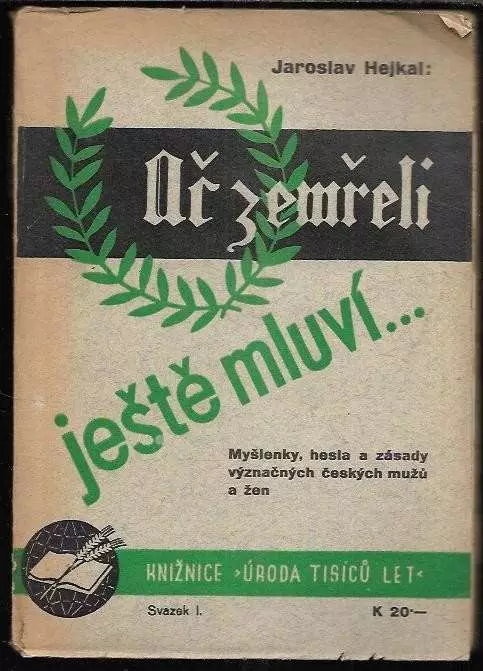 Jaroslav Hejkal:
Ač zemřeli
ještě mluví...
Myšlenky, hesla a zásady
význačných českých mužů
a žen
KNIŽNICE ›ÚRODA TISÍCŮ LET‹
Svazek I.
K 20·—